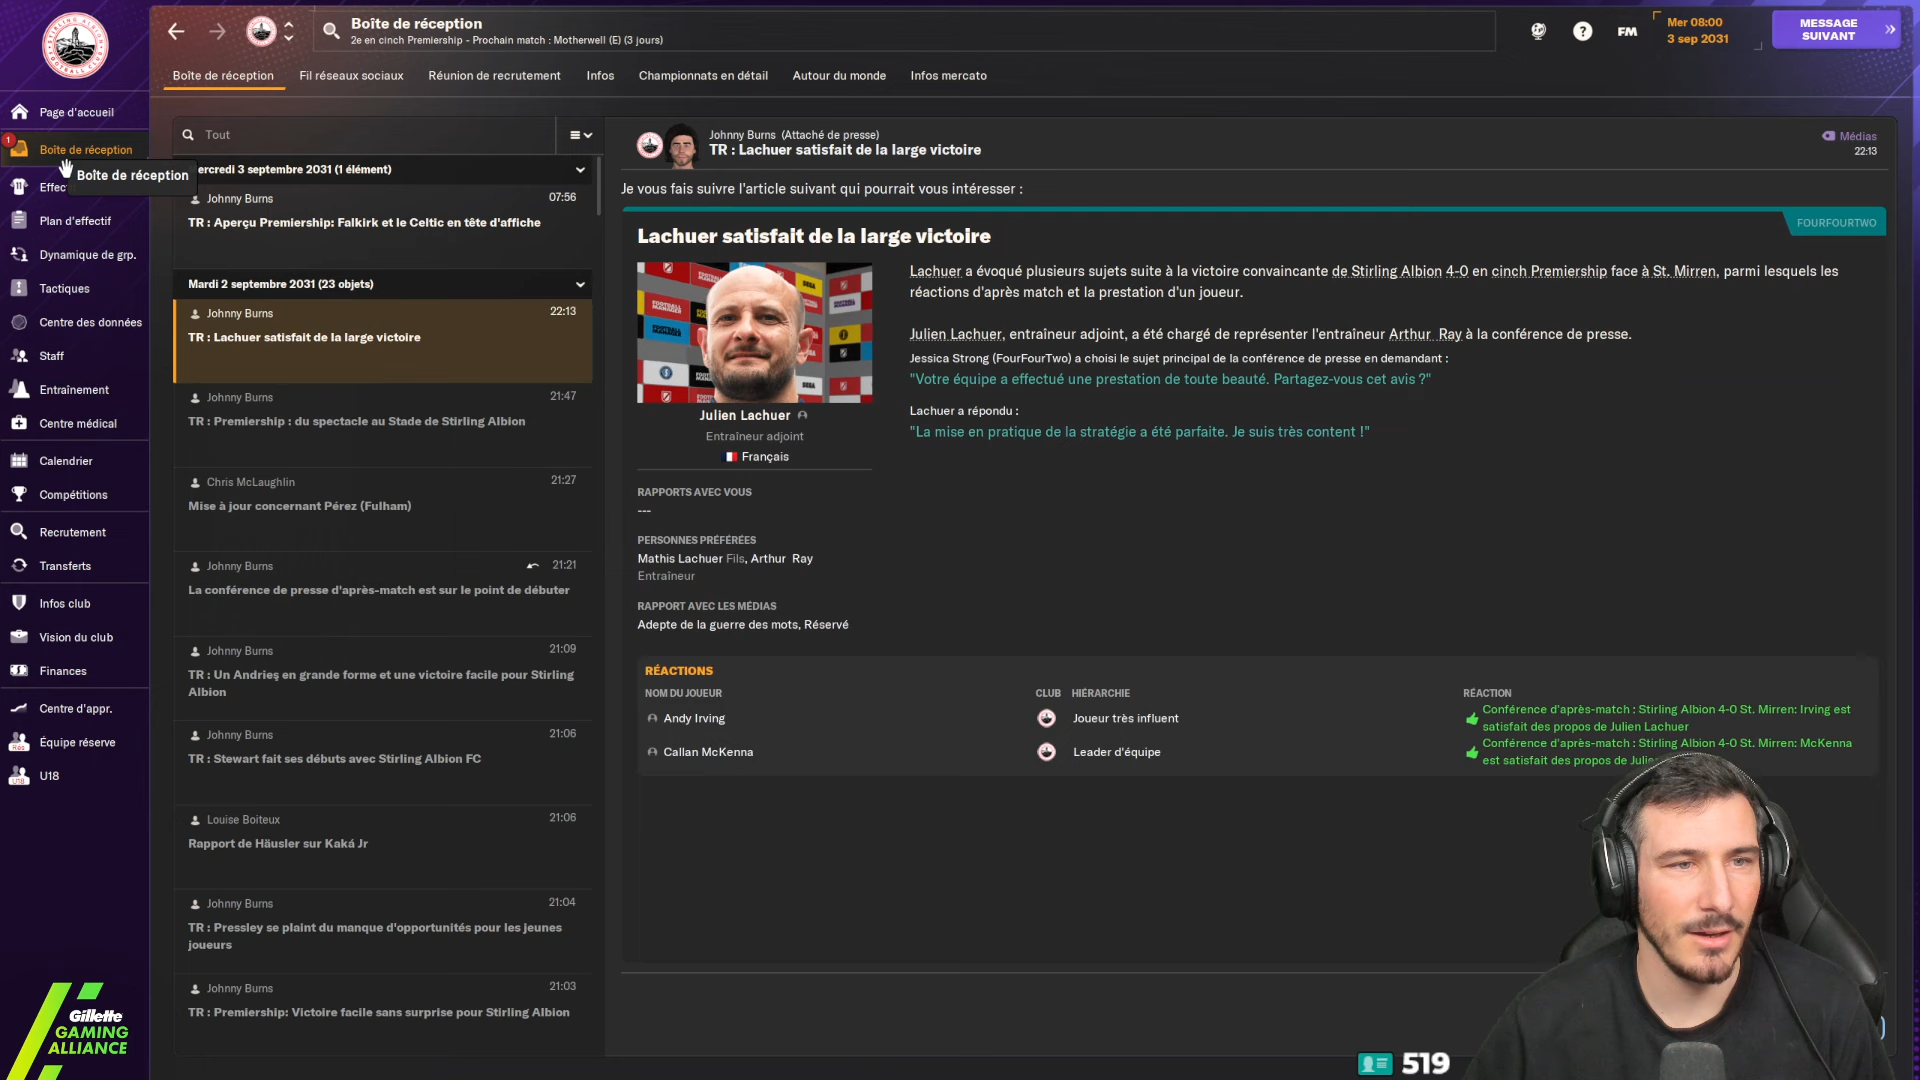 STIRLING ALBION
FOOTBALL CLUB
Boîte de réception
2e en cinch Premiership - Prochain match : Motherwell (E) (3 jours)
FM
Mer 08:00
3 sep 2031
MESSAGE
SUIVANT
Boîte de réception
Fil réseaux sociaux
Réunion de recrutement
Infos
Championnats en détail
Autour du monde
Infos mercato
Page d'accueil
1
Boîte de réception
Boîte de réception
Effec
Plan d'effectif
Dynamique de grp.
Tactiques
Centre des données
Staff
Entraînement
Centre médical
Calendrier
Compétitions
Recrutement
Transferts
Infos club
Vision du club
Finances
Centre d'appr.
Équipe réserve
U18
Gillette
GAMING
ALLIANCE
Tout
ercredi 3 septembre 2031 (1 élément)
Johnny Burns 07:56
TR : Aperçu Premiership: Falkirk et le Celtic en tête d'affiche
Mardi 2 septembre 2031 (23 objets)
Johnny Burns 22:13
TR : Lachuer satisfait de la large victoire
Johnny Burns 21:47
TR : Premiership : du spectacle au Stade de Stirling Albion
Chris McLaughlin 21:27
Mise à jour concernant Pérez (Fulham)
Johnny Burns 21:21
La conférence de presse d'après-match est sur le point de débuter
Johnny Burns 21:09
TR : Un Andrieș en grande forme et une victoire facile pour Stirling
Albion
Johnny Burns 21:06
TR : Stewart fait ses débuts avec Stirling Albion FC
Louise Boiteux 21:06
Rapport de Häusler sur Kaká Jr
Johnny Burns 21:04
TR : Pressley se plaint du manque d'opportunités pour les jeunes
joueurs
Johnny Burns 21:03
TR : Premiership: Victoire facile sans surprise pour Stirling Albion
Johnny Burns (Attaché de presse)
TR : Lachuer satisfait de la large victoire
Médias
22:13
Je vous fais suivre l'article suivant qui pourrait vous intéresser :
FOURFOURTWO
Lachuer satisfait de la large victoire
Lachuer a évoqué plusieurs sujets suite à la victoire convaincante de Stirling Albion 4-0 en cinch Premiership face à St. Mirren, parmi lesquels les
réactions d'après match et la prestation d'un joueur.
Julien Lachuer, entraîneur adjoint, a été chargé de représenter l'entraîneur Arthur Ray à la conférence de presse.
Jessica Strong (FourFourTwo) a choisi le sujet principal de la conférence de presse en demandant :
"Votre équipe a effectué une prestation de toute beauté. Partagez-vous cet avis ?"
Lachuer a répondu :
"La mise en pratique de la stratégie a été parfaite. Je suis très content !"
Julien Lachuer
Entraîneur adjoint
Français
RAPPORTS AVEC VOUS
---
PERSONNES PRÉFÉRÉES
Mathis Lachuer Fils, Arthur Ray
Entraîneur
RAPPORT AVEC LES MÉDIAS
Adepte de la guerre des mots, Réservé
RÉACTIONS
NOM DU JOUEUR CLUB HIÉRARCHIE RÉACTION
Andy Irving Joueur très influent Conférence d'après-match : Stirling Albion 4-0 St. Mirren: Irving est
satisfait des propos de Julien Lachuer
Callan McKenna Leader d'équipe Conférence d'après-match : Stirling Albion 4-0 St. Mirren: McKenna
est satisfait des propos de Julie
519